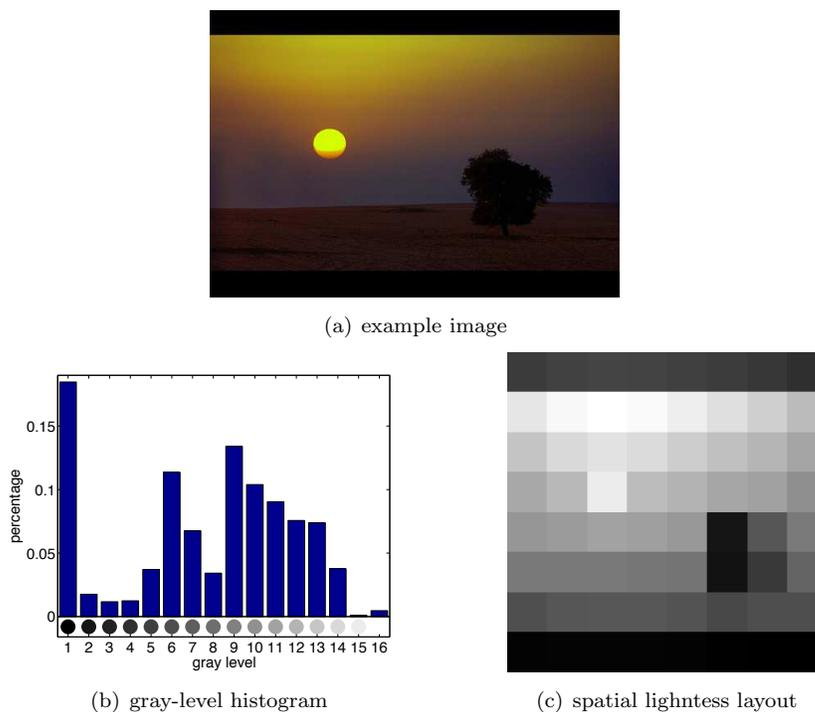 (a) example image
0.15
0.1
0.05
0
percentage
1 2 3 4 5 6 7 8 9 10 11 12 13 14 15 16
gray level
(b) gray-level histogram
(c) spatial lighntess layout